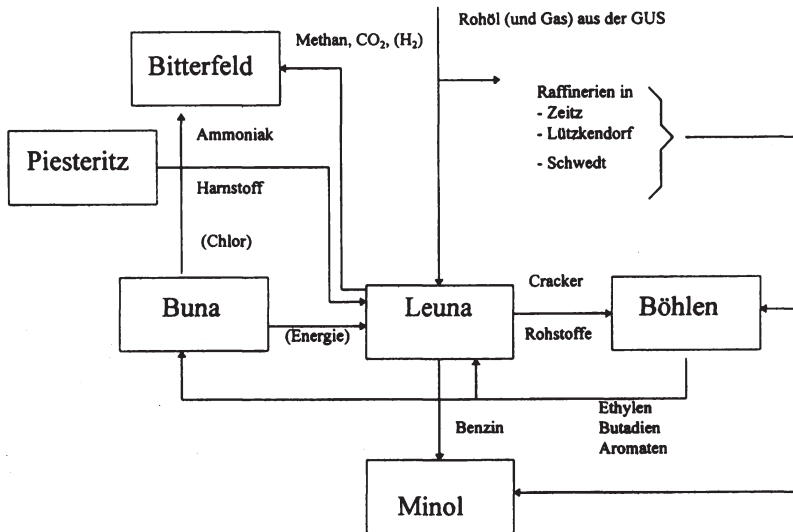 Rohöl (und Gas) aus der GUS
Methan, CO₂, (H₂)
Bitterfeld
Raffinerien in
- Zeitz
- Lützkendorf
- Schwedt
Ammoniak
Piesteritz
Harnstoff
(Chlor)
Buna
(Energie)
Leuna
Cracker
Rohstoffe
Böhlen
Ethylen
Butadien
Aromaten
Benzin
Minol